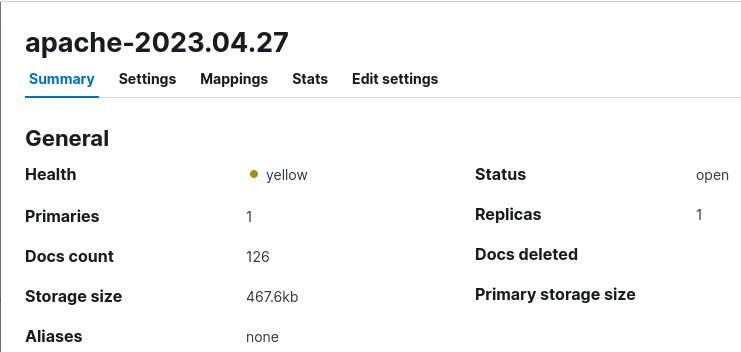 apache-2023.04.27
Summary Settings Mappings Stats Edit settings
General
Health yellow Status open
Primaries 1 Replicas 1
Docs count 126 Docs deleted
Storage size 467.6kb Primary storage size
Aliases none